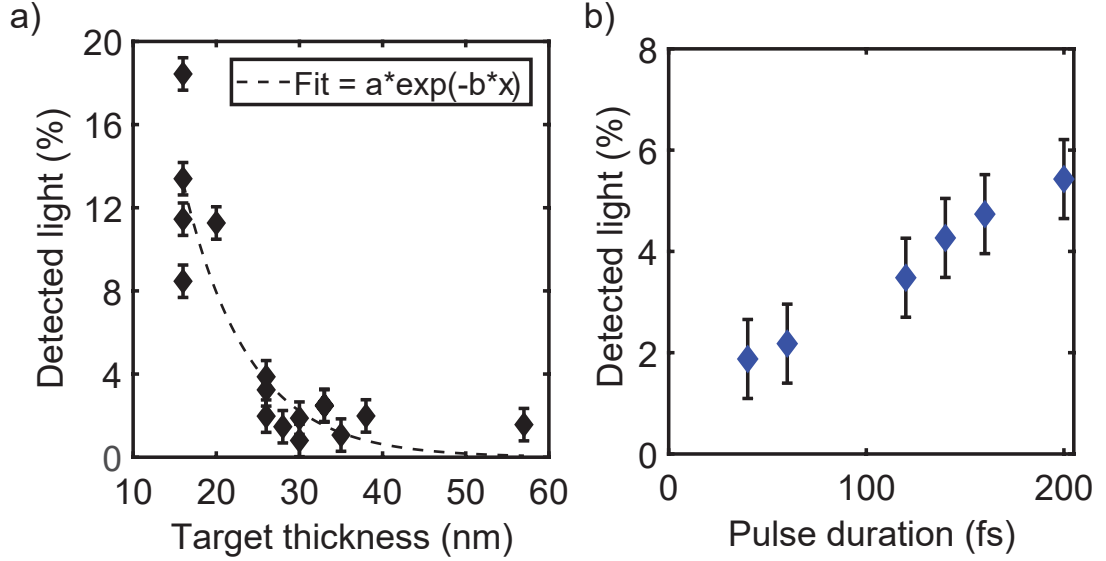 a)
Detected light (%)
20
16
12
8
4
0
Fit = a*exp(-b*x)
10 20 30 40 50 60
Target thickness (nm)
b)
Detected light (%)
8
6
4
2
0
0 100 200
Pulse duration (fs)